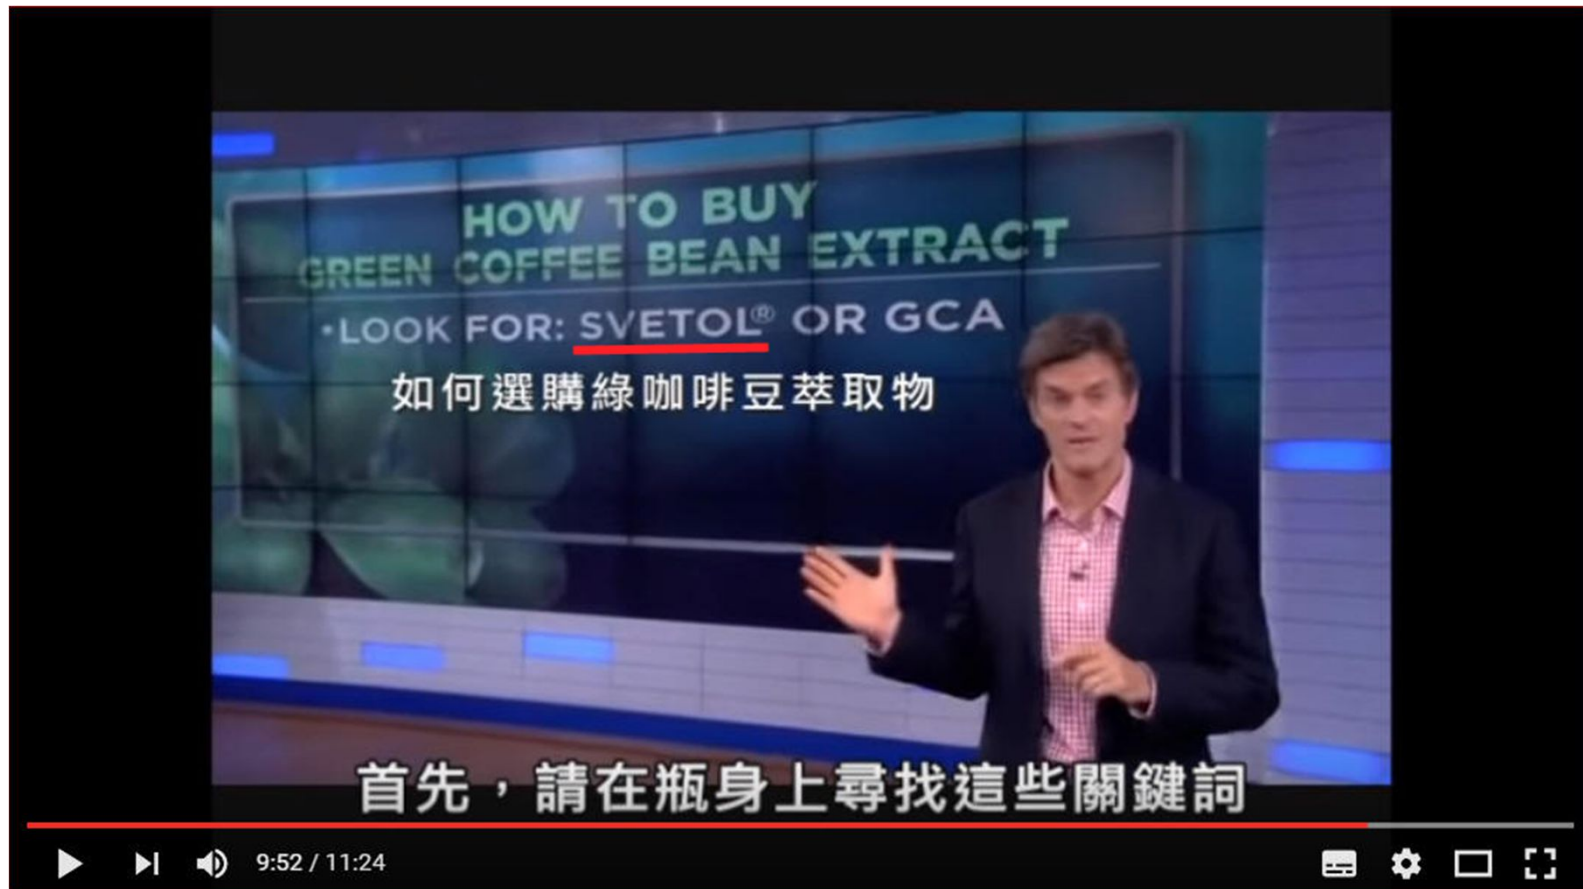 HOW TO BUY
GREEN COFFEE BEAN EXTRACT
•LOOK FOR: SVETOL® OR GCA
如何選購綠咖啡豆萃取物
首先，請在瓶身上尋找這些關鍵詞
9:52 / 11:24